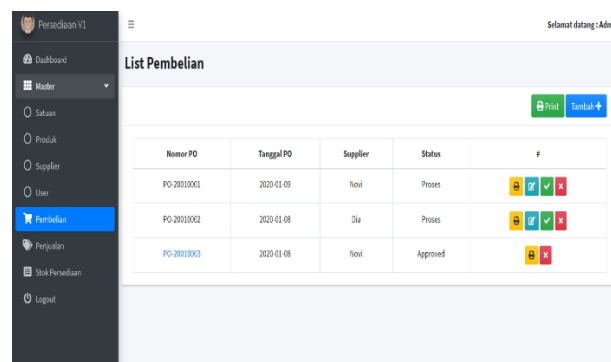 Persediaan V1
Selamat datang : Adm
Dashboard
List Pembelian
Master
Satuan
Print Tambah +
Produk
Nomor PO Tanggal PO Supplier Status #
Supplier
User
PO-20010001 2020-01-09 Novi Proses
Pembelian
PO-20010002 2020-01-08 Dia Proses
Penjualan
PO-20010003 2020-01-08 Novi Approved
Stok Persediaan
Logout